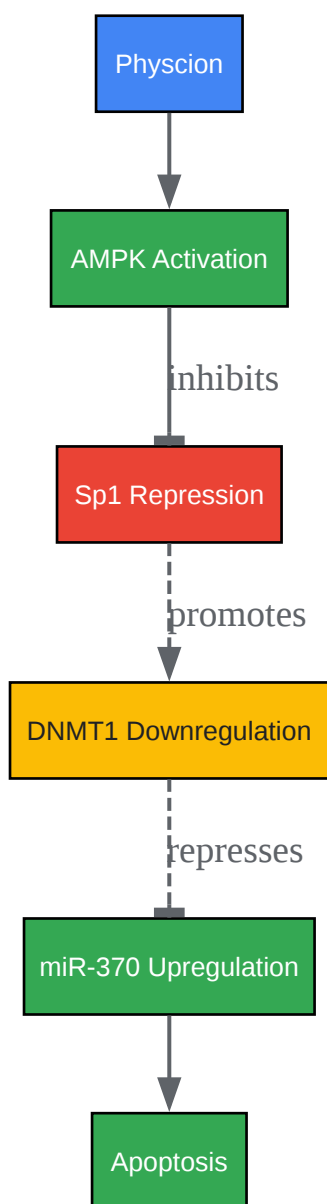 Physcion
AMPK Activation
inhibits
Sp1 Repression
promotes
DNMT1 Downregulation
represses
miR-370 Upregulation
Apoptosis